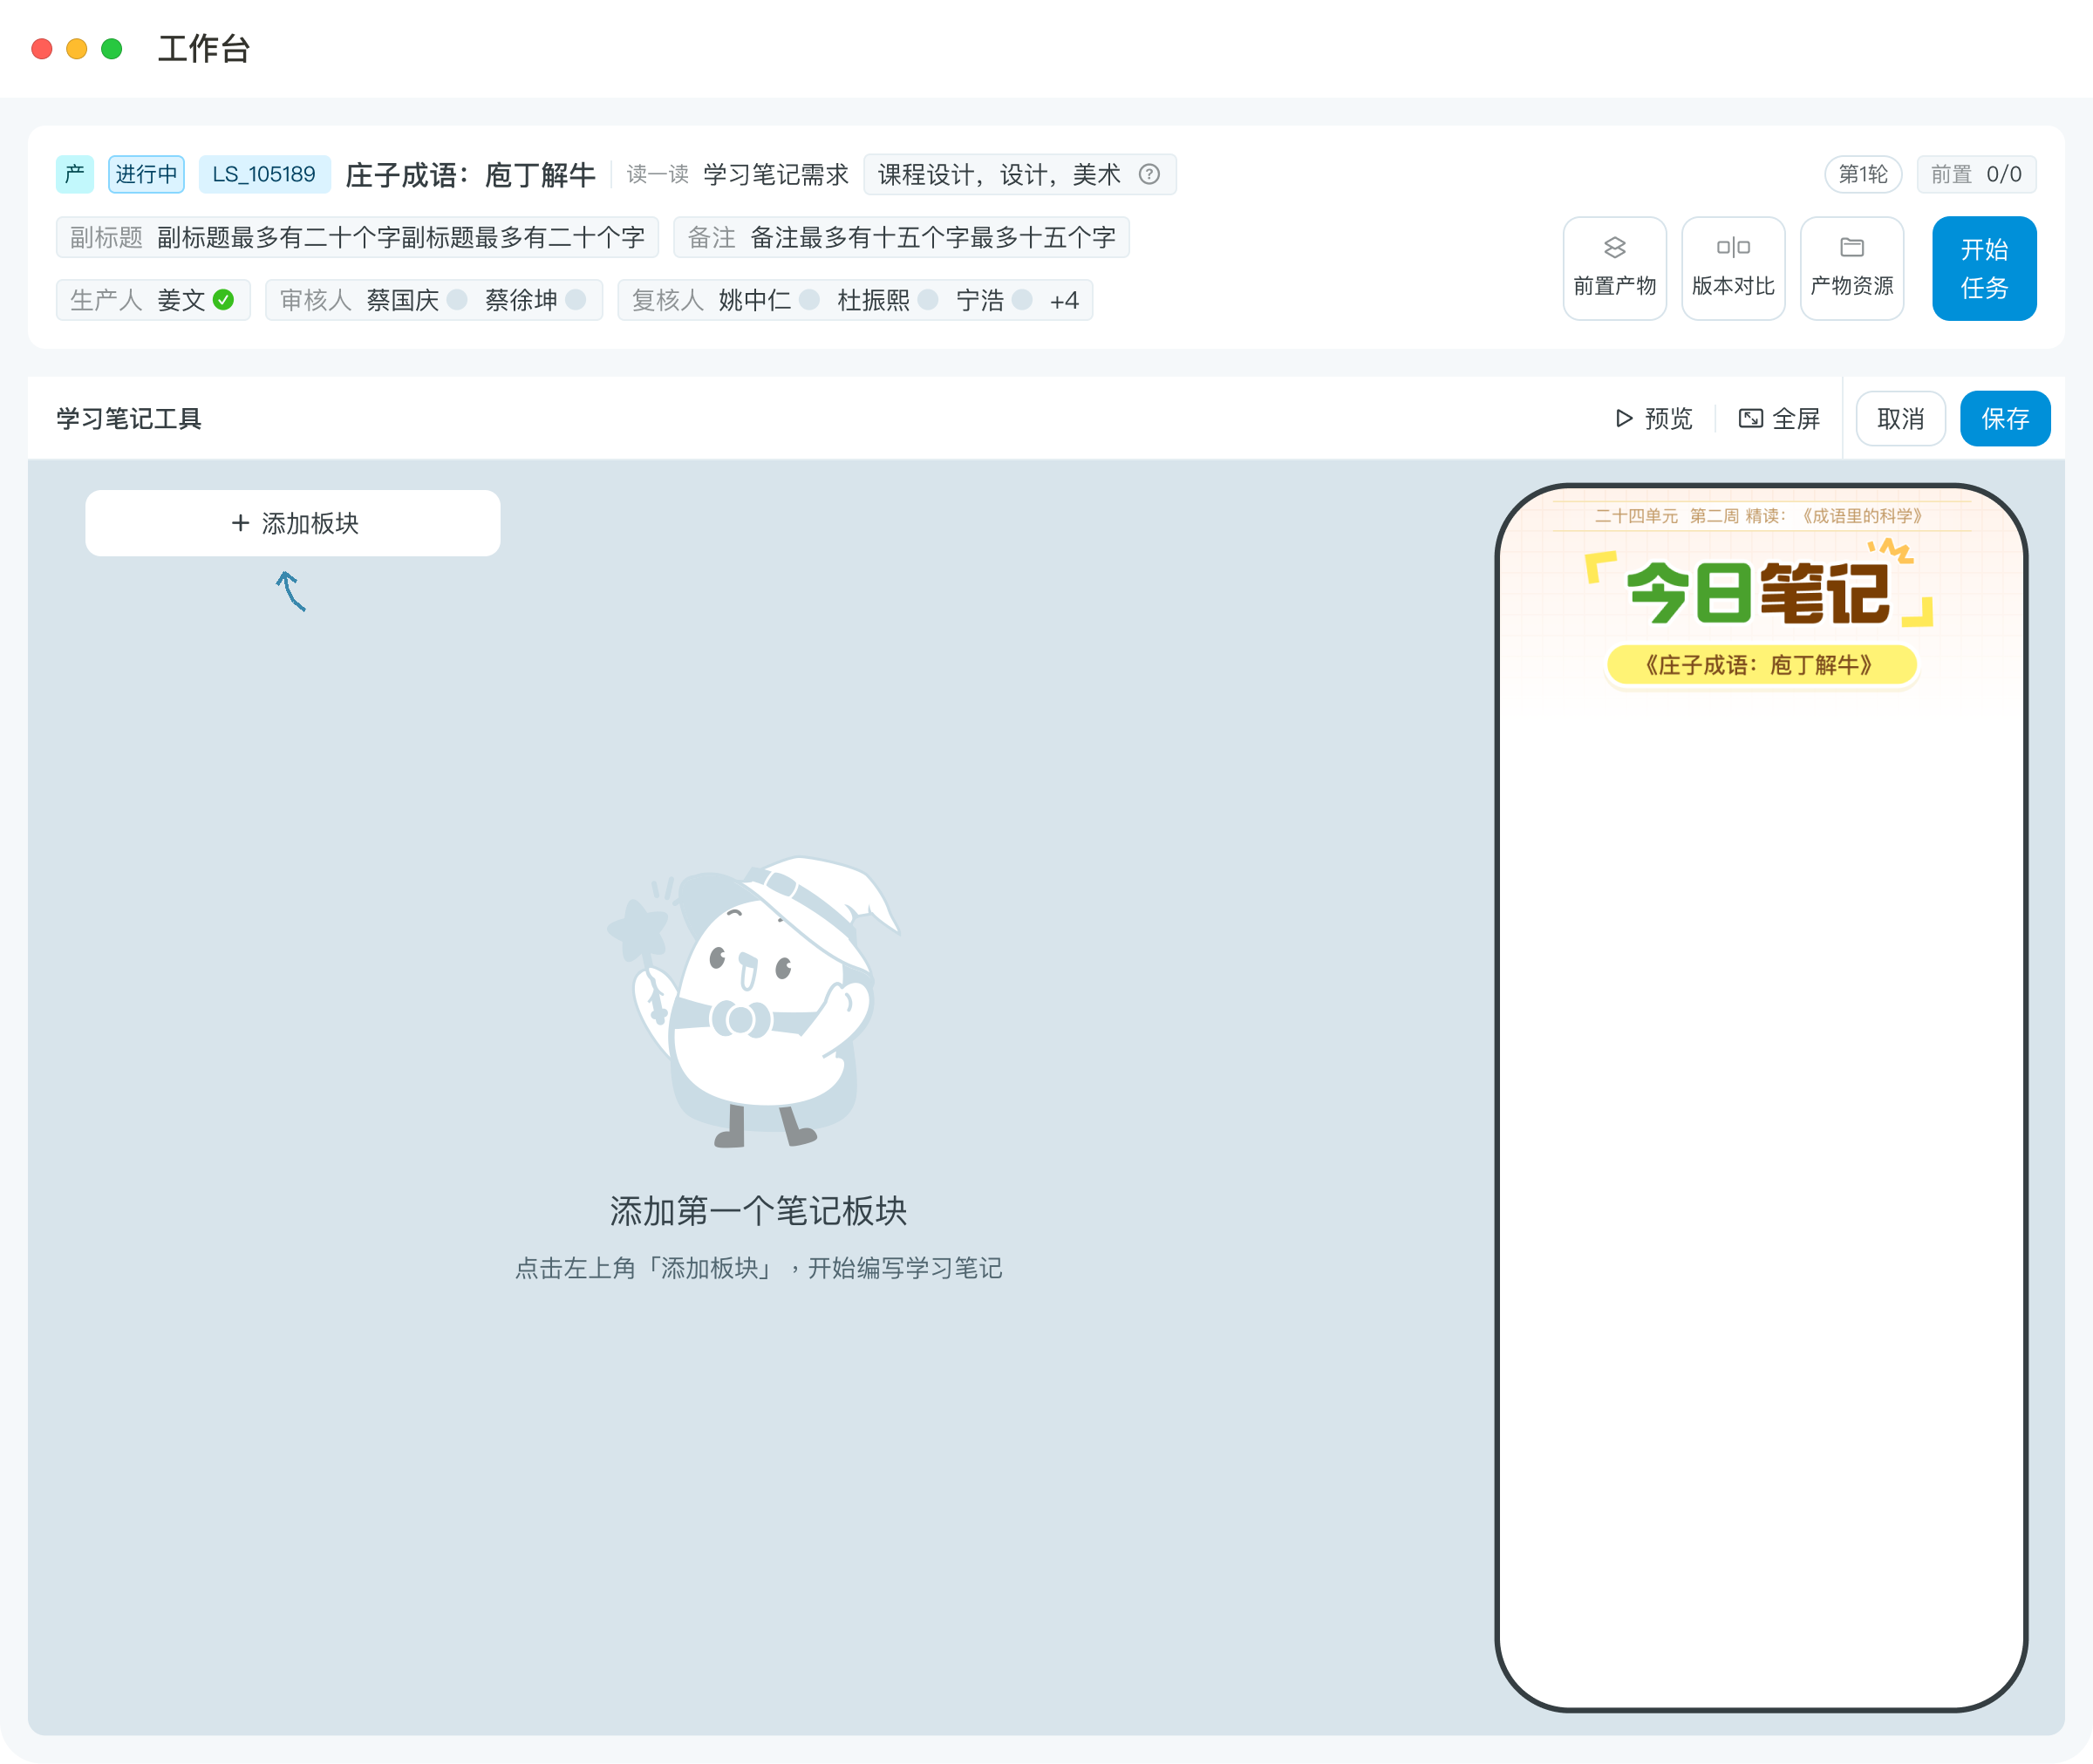 工作台
产 进行中 LS_105189 庄子成语：庖丁解牛 读一读 学习笔记需求 课程设计，设计，美术 ? 第1轮 前置 0/0
副标题 副标题最多有二十个字副标题最多有二十个字 备注 备注最多有十五个字最多十五个字
生产人 姜文 审核人 蔡国庆 蔡徐坤 复核人 姚中仁 杜振熙 宁浩 +4
前置产物 版本对比 产物资源
开始
任务
学习笔记工具 预览 全屏 取消 保存
+ 添加板块
添加第一个笔记板块
点击左上角「添加板块」，开始编写学习笔记
二十四单元 第二周 精读：《成语里的科学》
今日笔记
《庄子成语：庖丁解牛》